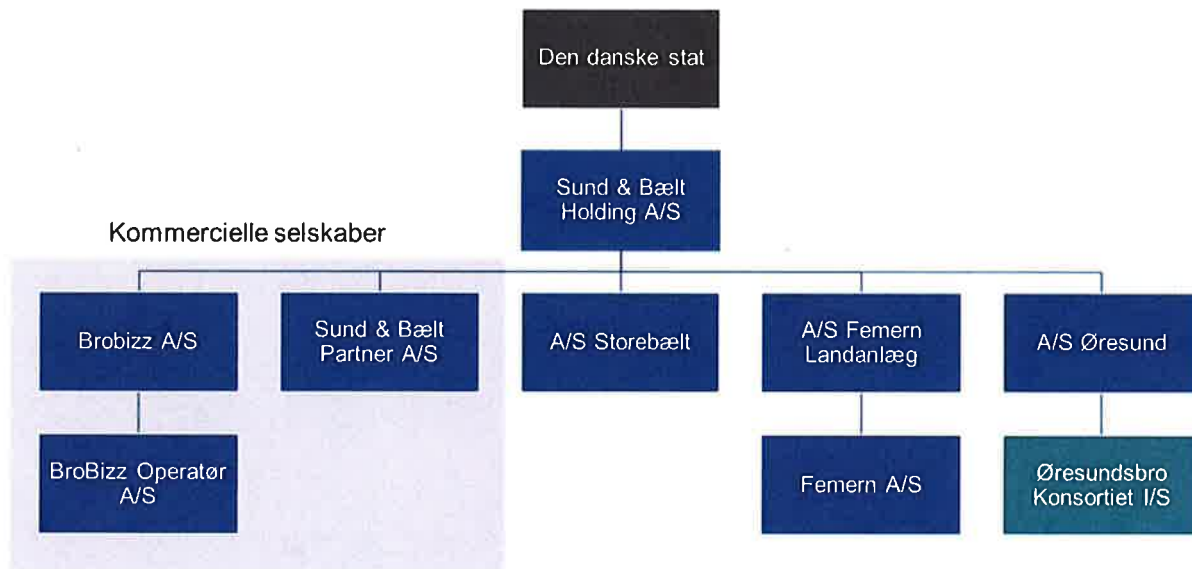 Den danske stat
Sund & Bælt
Holding A/S
Kommercielle selskaber
Brobizz A/S
Sund & Bælt
Partner A/S
A/S Storebælt
A/S Femern
Landanlæg
A/S Øresund
BroBizz Operatør
A/S
Femern A/S
Øresundsbro
Konsortiet I/S